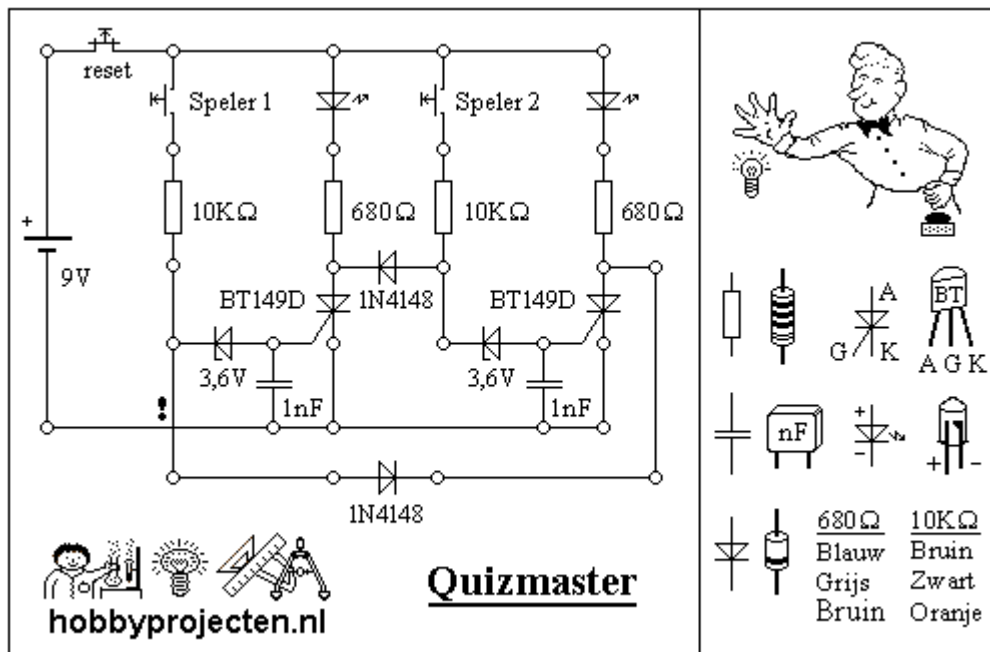 reset
Speler 1
Speler 2
10KΩ
680Ω
10KΩ
680Ω
+
9V
BT149D
1N4148
BT149D
3,6V
1nF
3,6V
1nF
!
1N4148
Quizmaster
hobbyprojecten.nl
A
G
K
BT
A G K
nF
+
-
+ -
680Ω 10KΩ
Blauw Bruin
Grijs Zwart
Bruin Oranje